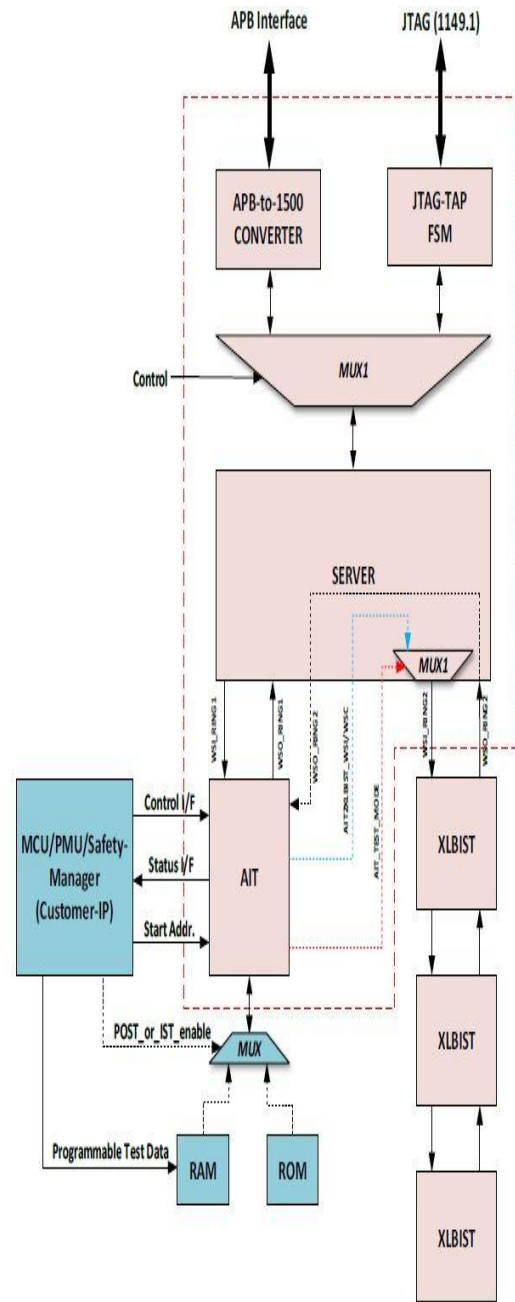 APB Interface
JTAG (1149.1)
APB-to-1500
CONVERTER
JTAG-TAP
FSM
Control
MUX1
SERVER
MUX1
WSI_RING1
WSO_RING1
WSO_RING2
AIT2XLBIST_WSI/WSC
AIT_TEST_MODE
WSI_RING2
WSO_RING2
MCU/PMU/Safety-
Manager
(Customer-IP)
Control I/F
Status I/F
Start Addr.
AIT
XLBIST
POST_or_IST_enable
MUX
XLBIST
Programmable Test Data
RAM
ROM
XLBIST